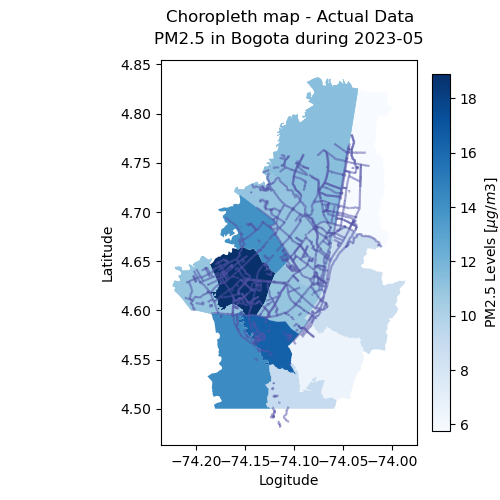 Choropleth map - Actual Data
PM2.5 in Bogota during 2023-05
4.85
4.80
4.75
4.70
4.65
4.60
4.55
4.50
Latitude
−74.20 −74.15 −74.10 −74.05 −74.00
Logitude
18
16
14
12
10
8
6
PM2.5 Levels [μg/m3]